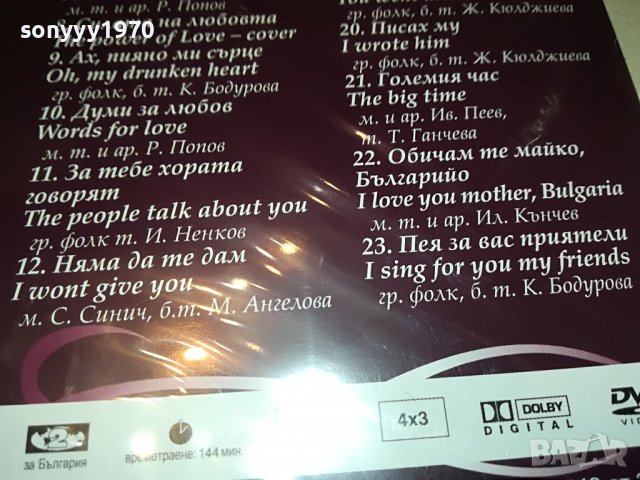 sonyyy1970
м. т. и ар. Р. Попов
на любовта
The power of Love – cover
9. Ах, пияно ми сърце
Oh, my drunken heart
гр. фолк, б. т. К. Бодурова
10. Думи за любов
Words for love
м. т. и ар. Р. Попов
11. За тебе хората
говорят
The people talk about you
гр. фолк т. И. Ненков
12. Няма да те дам
I wont give you
м. С. Синич, б.т. М. Ангелова
гр. фолк, б. т. Ж. Кюлджиева
20. Писах му
I wrote him
гр. фолк, б. т. Ж. Кюлджиева
21. Големия час
The big time
м. и ар. Ив. Пеев,
т. Т. Ганчева
22. Обичам те майко,
Българийо
I love you mother, Bulgaria
м. т. и ар. Ил. Кънчев
23. Пея за вас приятели
I sing for you my friends
гр. фолк, б. т. К. Бодурова
2
за България
времетраене: 144 мин.
4x3
DOLBY
DIGITAL
BAZAR